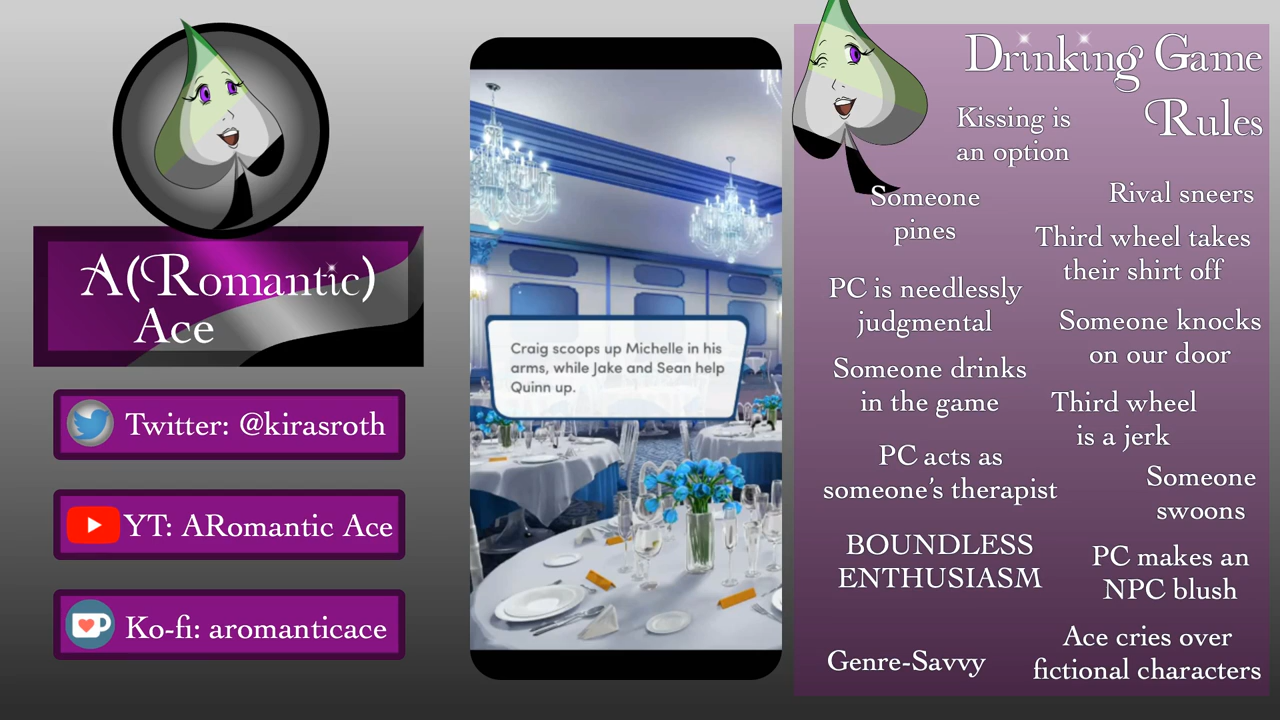 A(Romantic)
Ace
Twitter: @kirasroth
YT: ARomantic Ace
Ko-fi: aromanticace
Craig scoops up Michelle in his
arms, while Jake and Sean help
Quinn up.
Drinking Game
Rules
Kissing is
an option
Someone
pines
Rival sneers
Third wheel takes
their shirt off
PC is needlessly
judgmental
Someone knocks
on our door
Someone drinks
in the game
Third wheel
is a jerk
PC acts as
someone's therapist
Someone
swoons
BOUNDLESS
ENTHUSIASM
PC makes an
NPC blush
Genre-Savvy
Ace cries over
fictional characters